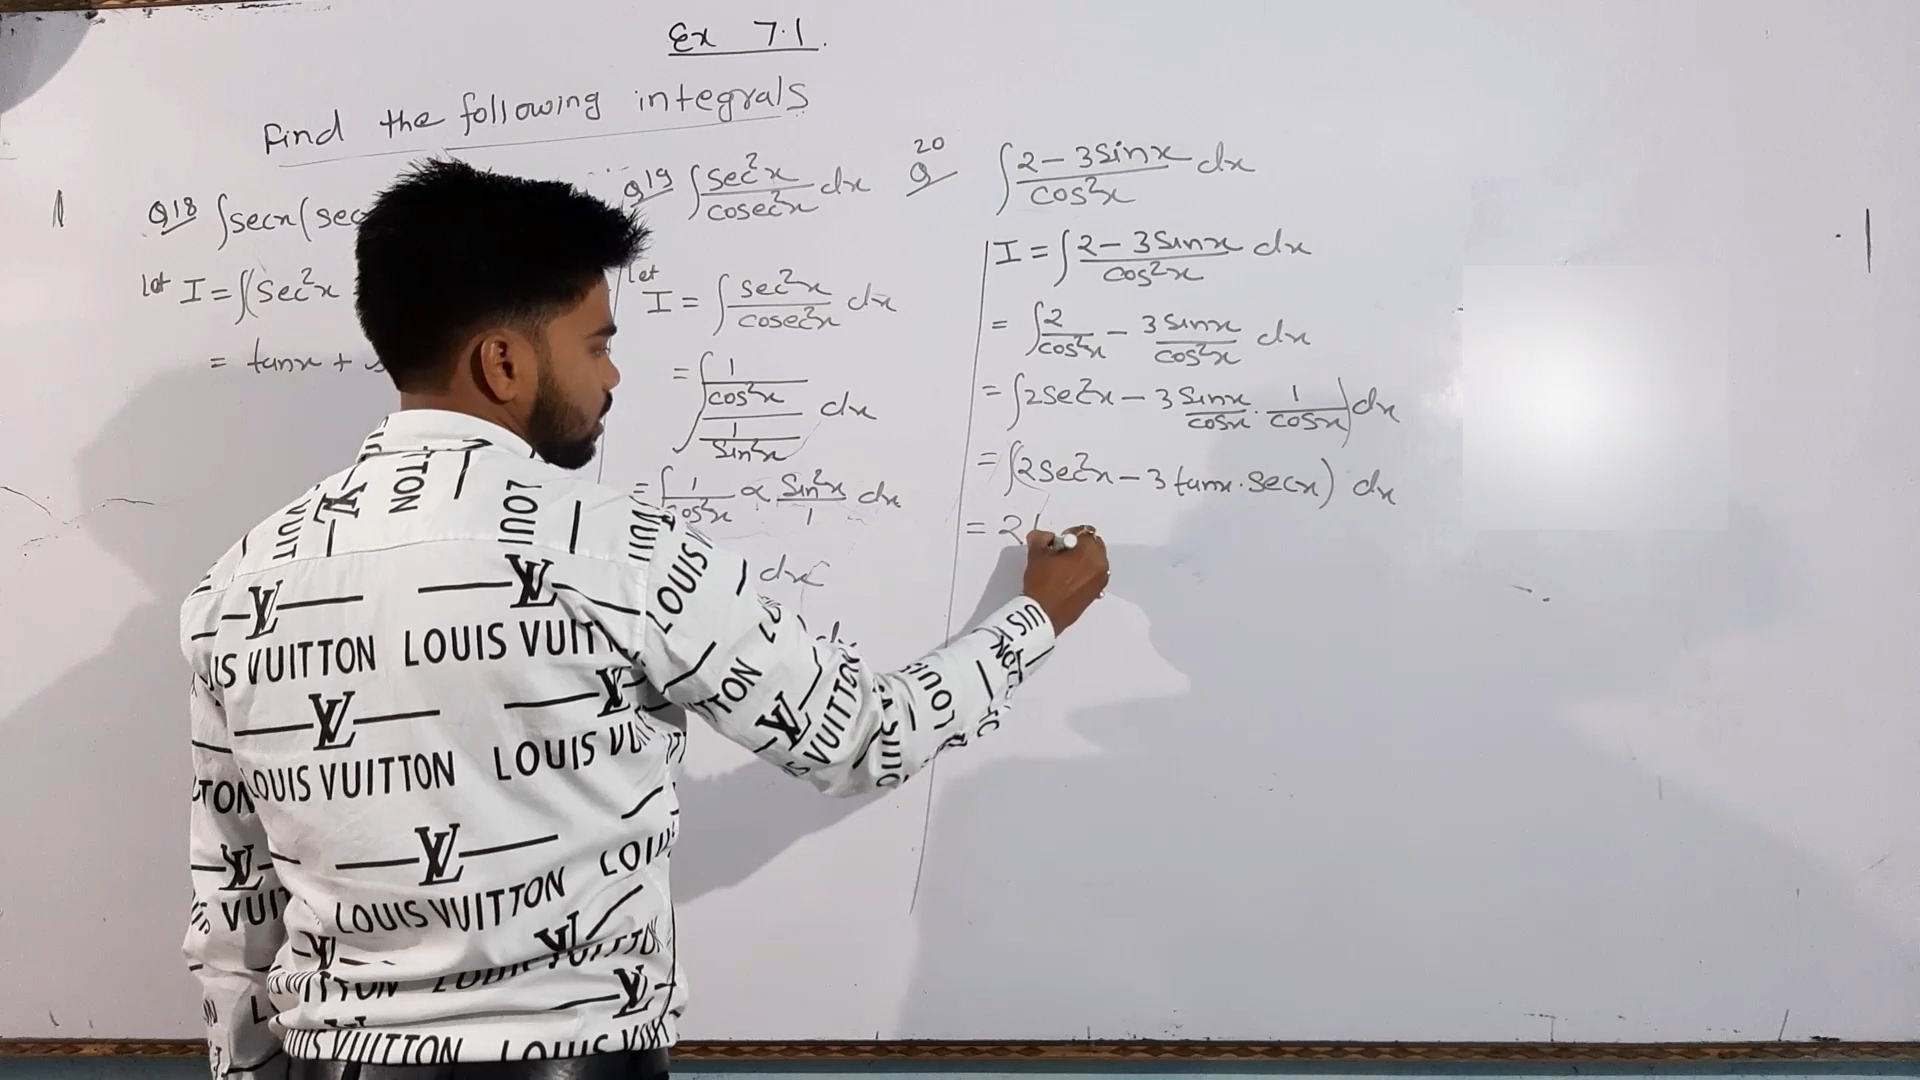 Ex 7.1
Find the following integrals
Q18 ∫secx(sec
let I = ∫(sec²x
= tanx +
Q19 ∫ sec²x / cosec²x dx
let
I = ∫ sec²x / cosec²x dx
= ∫ (1 / cos²x) / (1 / sin²x) dx
= ∫ 1 / cos²x × sin²x / 1 dx
dx
Q 20 ∫ 2 - 3sinx / cos²x dx
I = ∫ 2 - 3sinx / cos²x dx
= ∫ 2 / cos²x - 3sinx / cos²x dx
= ∫ 2sec²x - 3 sinx / cosx . 1 / cosx ) dx
= ∫(2sec²x - 3tanx.secx) dx
= 2
LOUIS VUITTON
LOUIS VUITTON
LOUIS VUITTON
LOUIS VUITTON